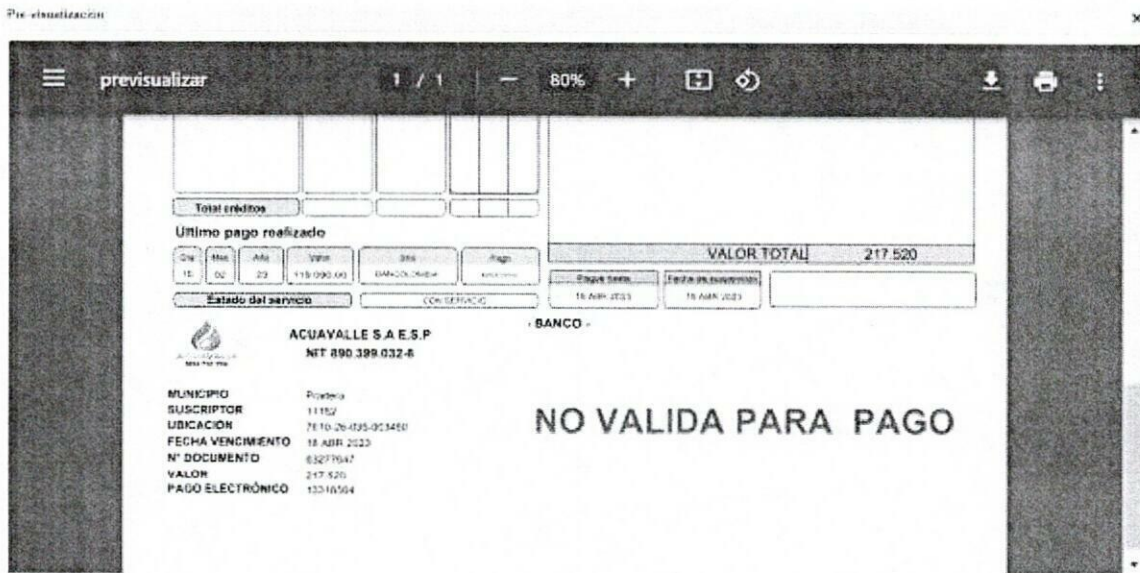 Pre-visualización
previsualizar 1 / 1 80%
Total créditos
Ultimo pago realizado
VALOR TOTAL 217.520
Día Mes Año Valor Sitio Pago
15 02 23 BANCOLOMBIA
Pague hasta Fecha de suspensión
18 ABR 2023 18 ABR 2023
Estado del servicio CON SERVICIO
- BANCO -
ACUAVALLE S.A E.S.P
NIT 890.399.032-8
MUNICIPIO Pradera
SUSCRIPTOR 11152
UBICACIÓN
FECHA VENCIMIENTO 18 ABR 2023
N° DOCUMENTO 63277647
VALOR 217.520
PAGO ELECTRÓNICO
NO VALIDA PARA PAGO